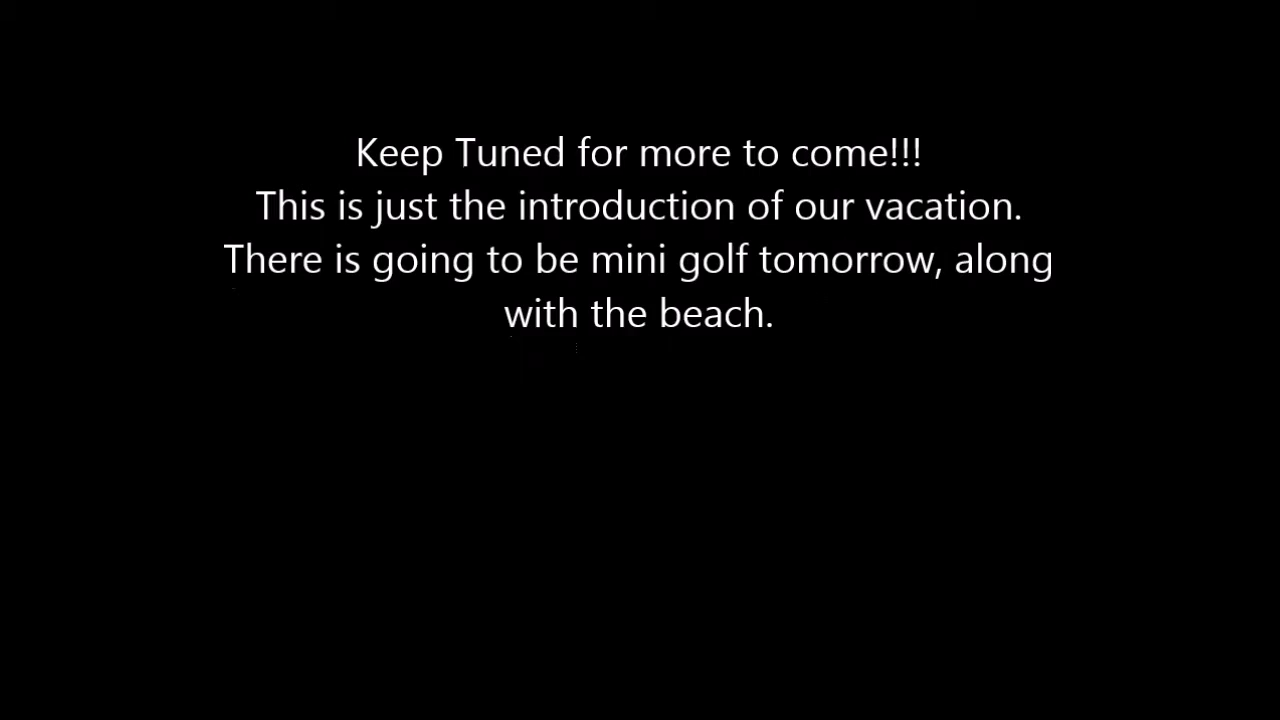 Keep Tuned for more to come!!!
This is just the introduction of our vacation.
There is going to be mini golf tomorrow, along
with the beach.